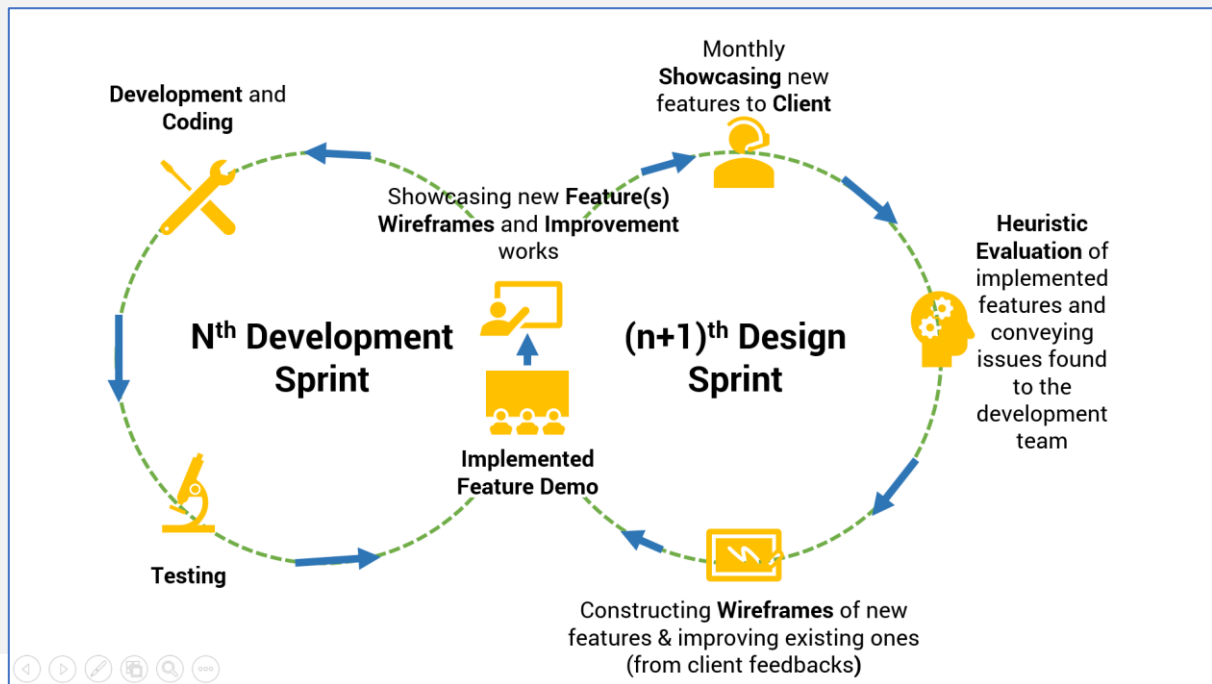 Development and
Coding
Monthly
Showcasing new
features to Client
Showcasing new Feature(s)
Wireframes and Improvement
works
Heuristic
Evaluation of
implemented
features and
conveying
issues found
to the
development
team
Nth Development
Sprint
(n+1)th Design
Sprint
Implemented
Feature Demo
Testing
Constructing Wireframes of new
features & improving existing ones
(from client feedbacks)